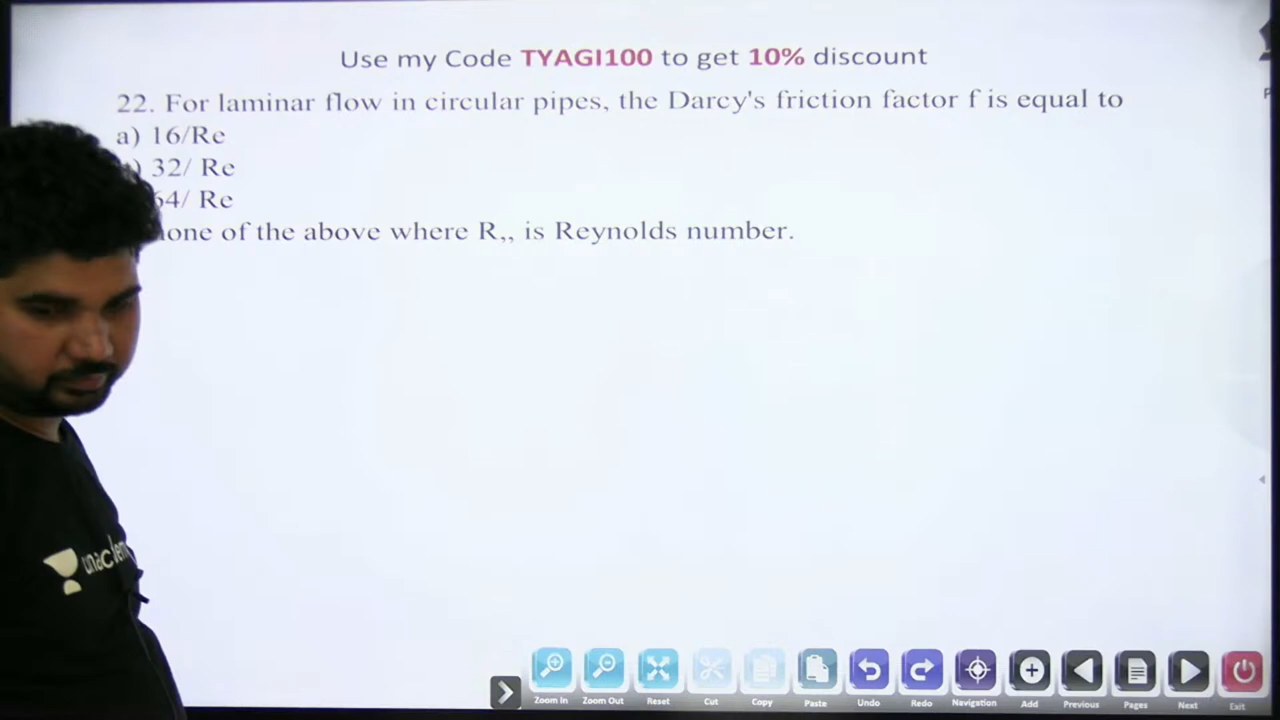 Use my Code TYAGI100 to get 10% discount
22. For laminar flow in circular pipes, the Darcy's friction factor f is equal to
a) 16/Re
) 32/ Re
64/ Re
none of the above where R,, is Reynolds number.
unacademy
Zoom In Zoom Out Reset Cut Copy Paste Undo Redo Navigation Add Previous Pages Next Exit